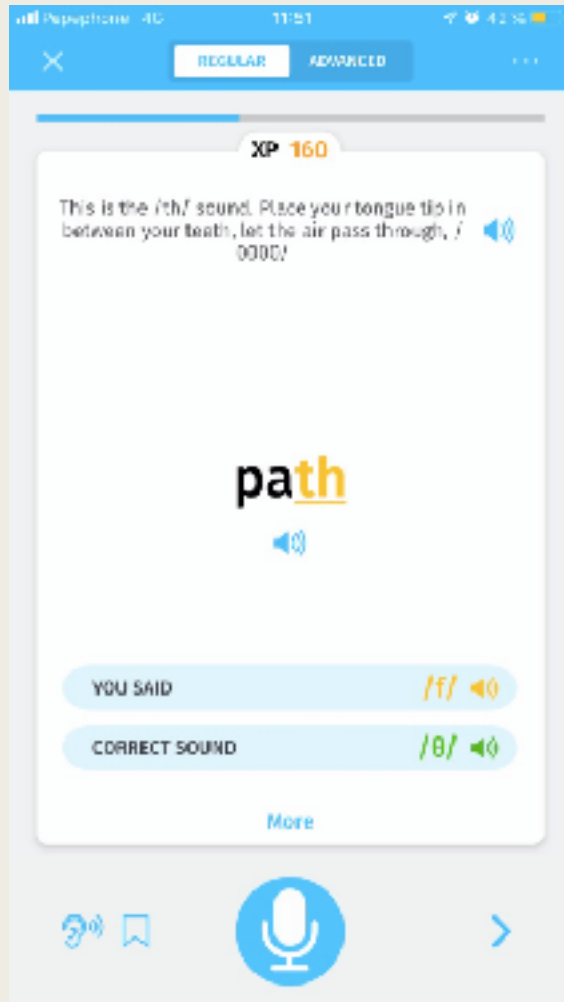 Pepephone 4G 11:51 42 %
REGULAR ADVANCED
XP 160
This is the /th/ sound. Place your tongue tip in
between your teeth, let the air pass through, /
0000/
path
YOU SAID /f/
CORRECT SOUND /θ/
More